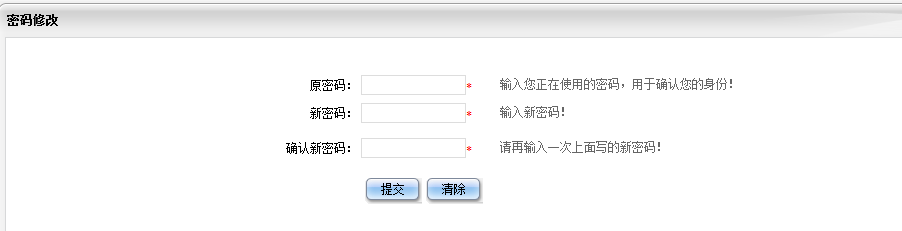 密码修改
原密码： * 输入您正在使用的密码，用于确认您的身份！
新密码： * 输入新密码！
确认新密码： * 请再输入一次上面写的新密码！
提交 清除